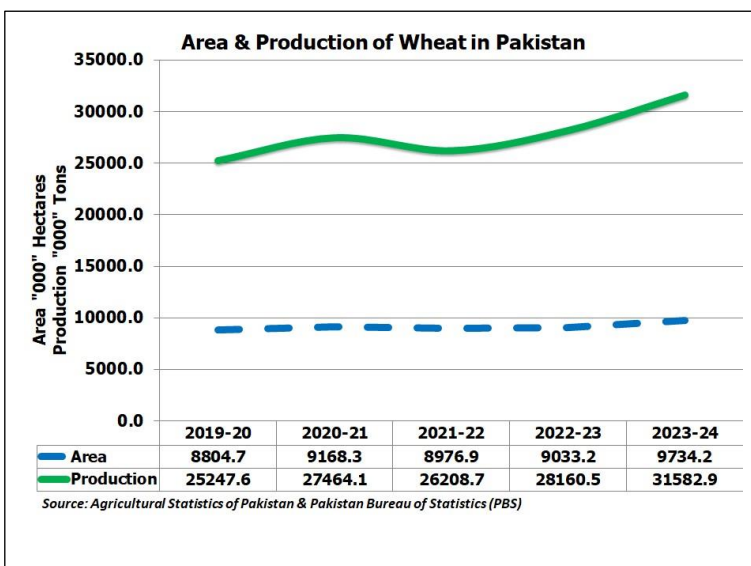 Area & Production of Wheat in Pakistan
35000.0
30000.0
25000.0
20000.0
15000.0
10000.0
5000.0
0.0
Area "000" Hectares
Production "000" Tons
2019-20 2020-21 2021-22 2022-23 2023-24
Area 8804.7 9168.3 8976.9 9033.2 9734.2
Production 25247.6 27464.1 26208.7 28160.5 31582.9
Source: Agricultural Statistics of Pakistan & Pakistan Bureau of Statistics (PBS)